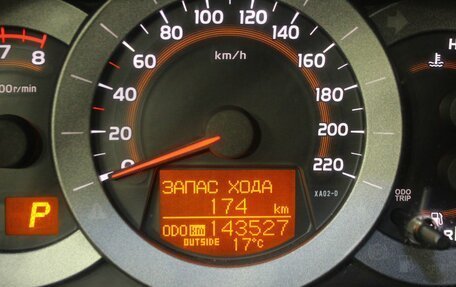 7 8
00r/min
P
0
20
40
60
80
100
120
140
160
180
200
220
km/h
ЗАПАС ХОДА
174 km
ODO km 143527
OUTSIDE 17°C
XA02-D
H
ODO
TRIP